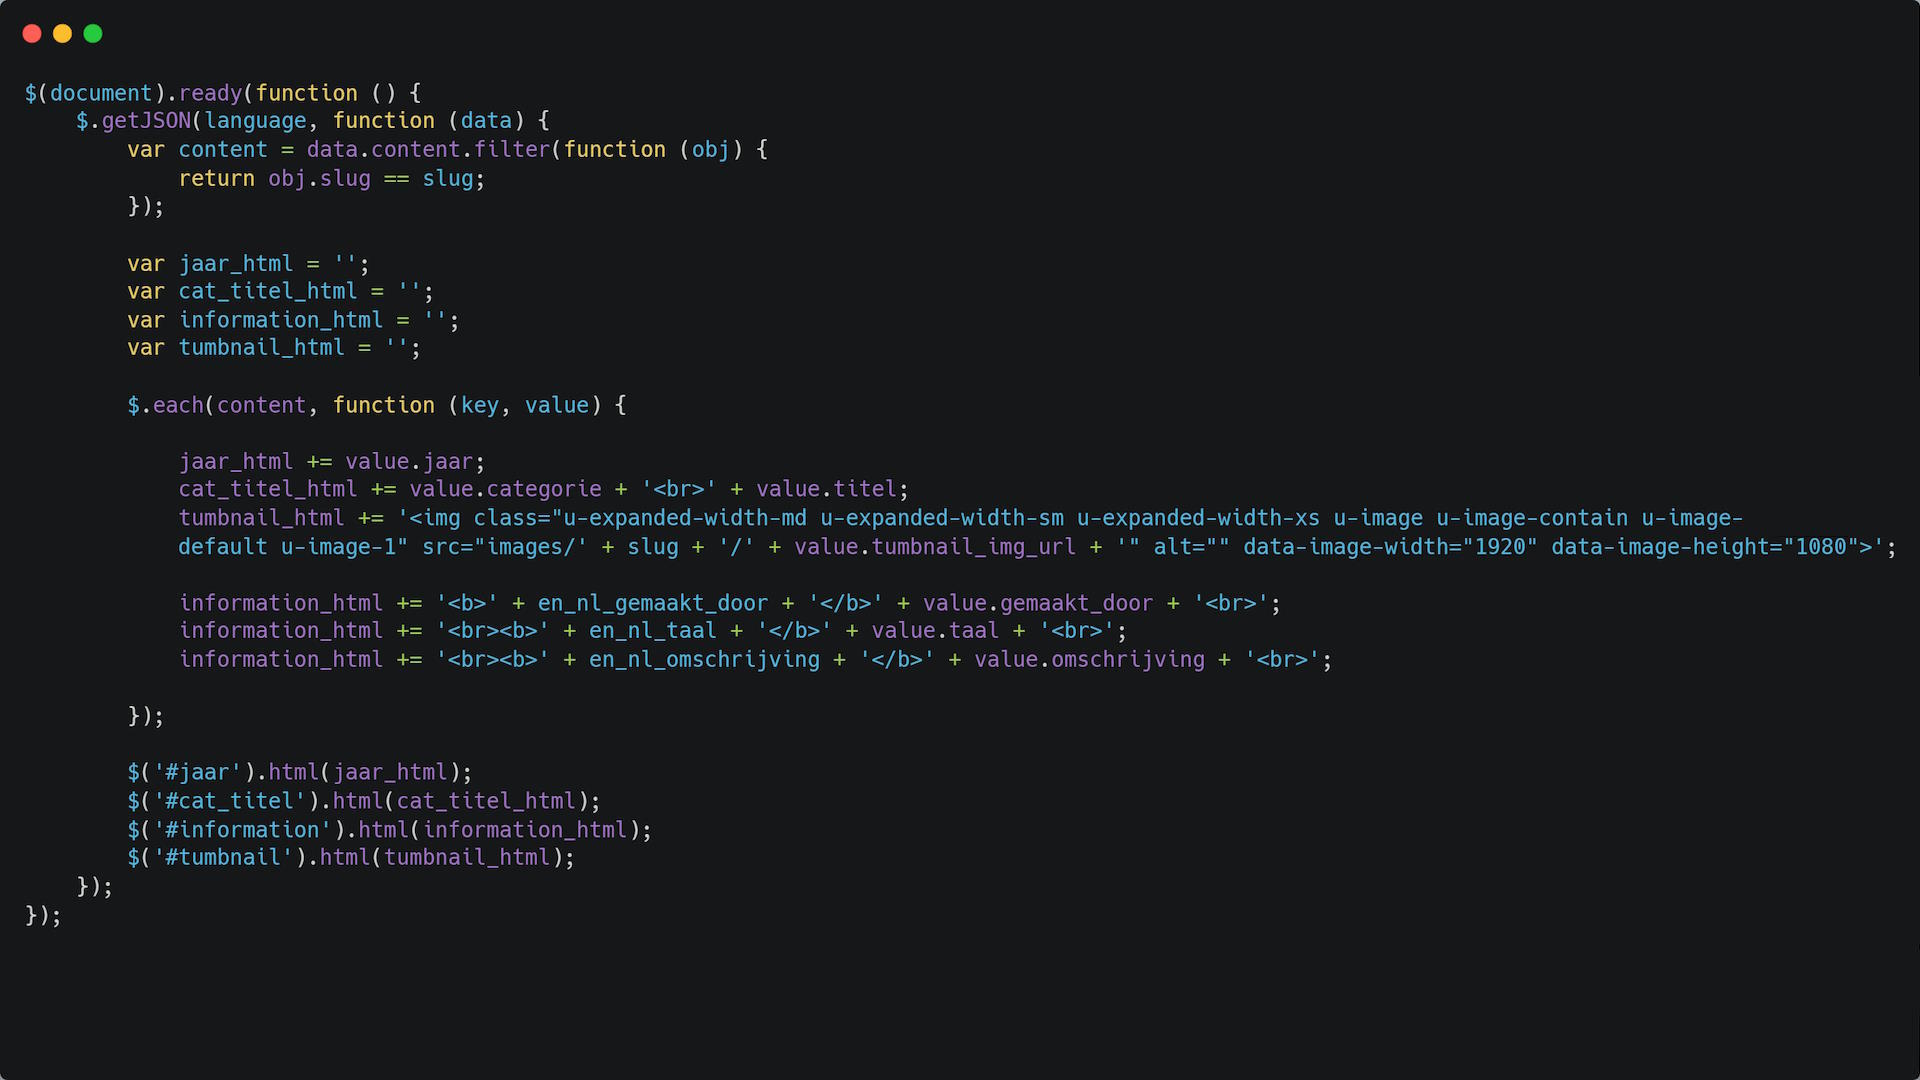 $(document).ready(function () {
    $.getJSON(language, function (data) {
        var content = data.content.filter(function (obj) {
            return obj.slug == slug;
        });

        var jaar_html = '';
        var cat_titel_html = '';
        var information_html = '';
        var tumbnail_html = '';

        $.each(content, function (key, value) {

            jaar_html += value.jaar;
            cat_titel_html += value.categorie + '<br>' + value.titel;
            tumbnail_html += '<img class="u-expanded-width-md u-expanded-width-sm u-expanded-width-xs u-image u-image-contain u-image-
            default u-image-1" src="images/' + slug + '/' + value.tumbnail_img_url + '" alt="" data-image-width="1920" data-image-height="1080">';

            information_html += '<b>' + en_nl_gemaakt_door + '</b>' + value.gemaakt_door + '<br>';
            information_html += '<br><b>' + en_nl_taal + '</b>' + value.taal + '<br>';
            information_html += '<br><b>' + en_nl_omschrijving + '</b>' + value.omschrijving + '<br>';

        });

        $('#jaar').html(jaar_html);
        $('#cat_titel').html(cat_titel_html);
        $('#information').html(information_html);
        $('#tumbnail').html(tumbnail_html);
    });
});